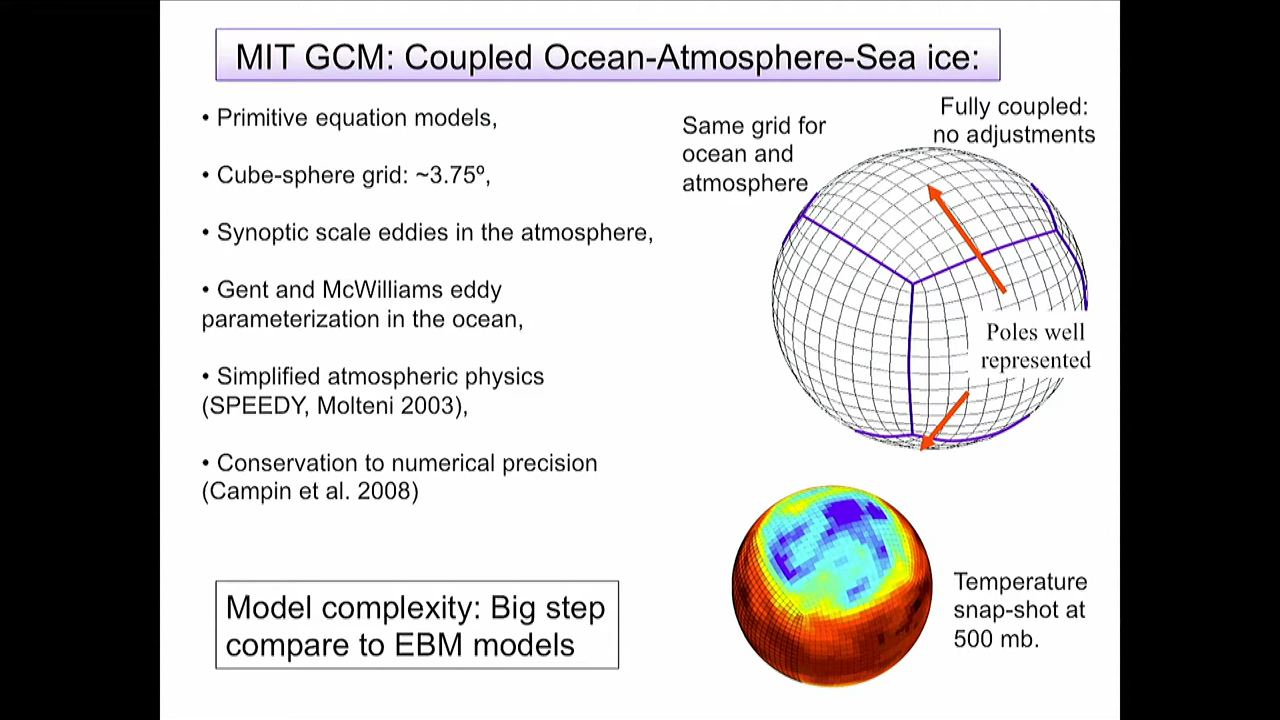 MIT GCM: Coupled Ocean-Atmosphere-Sea ice:
• Primitive equation models,
• Cube-sphere grid: ~3.75º,
• Synoptic scale eddies in the atmosphere,
• Gent and McWilliams eddy
parameterization in the ocean,
• Simplified atmospheric physics
(SPEEDY, Molteni 2003),
• Conservation to numerical precision
(Campin et al. 2008)
Model complexity: Big step
compare to EBM models
Same grid for
ocean and
atmosphere
Fully coupled:
no adjustments
Poles well
represented
Temperature
snap-shot at
500 mb.